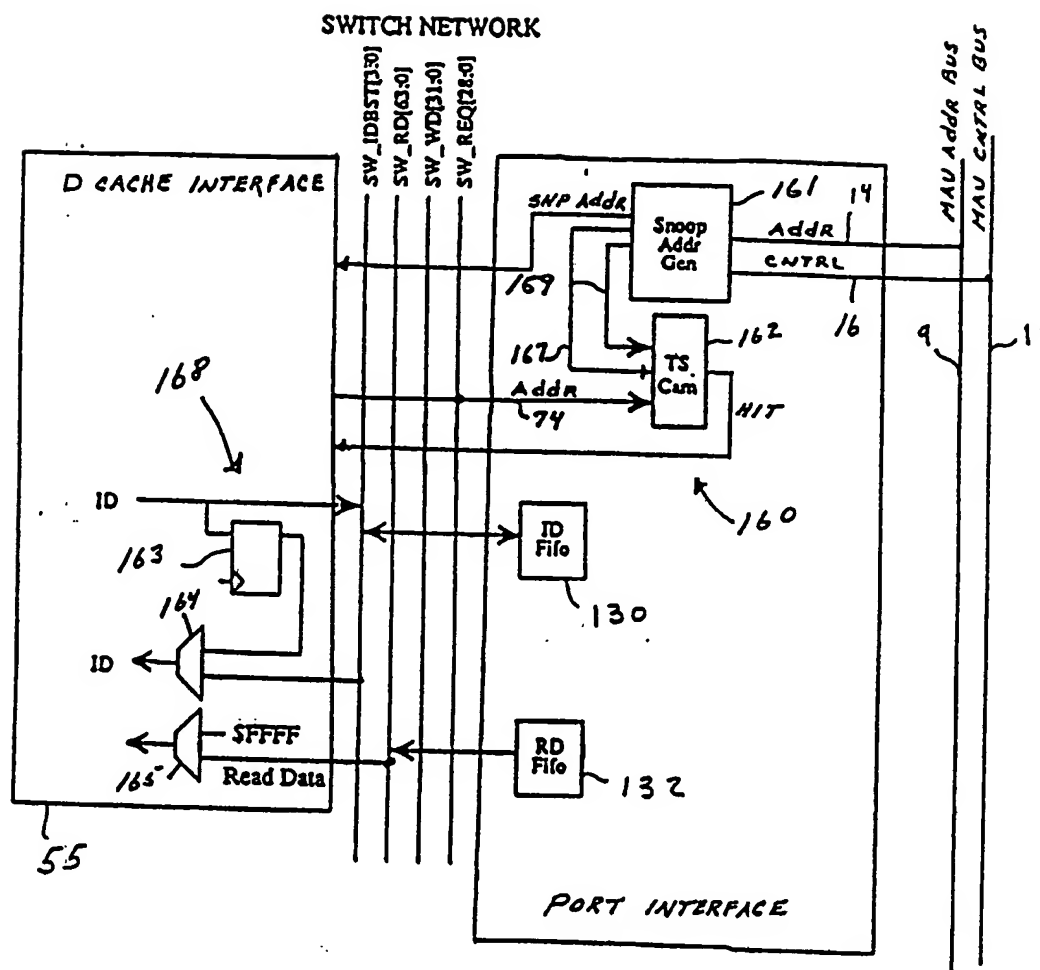 SWITCH NETWORK
SW_IDBST[3:0]
SW_RD[63:0]
SW_WD[31:0]
SW_REQ[28:0]
MAU Addr BUS
MAU CNTRL BUS
D CACHE INTERFACE
SNP Addr
Snoop
Addr
Gen
161
Addr
14
CNTRL
16
169
167
TS.
Cam
162
Addr
74
HIT
9
1
168
160
ID
163
ID
Fifo
130
164
ID
$FFFF
Read Data
165
RD
Fifo
132
55
PORT INTERFACE